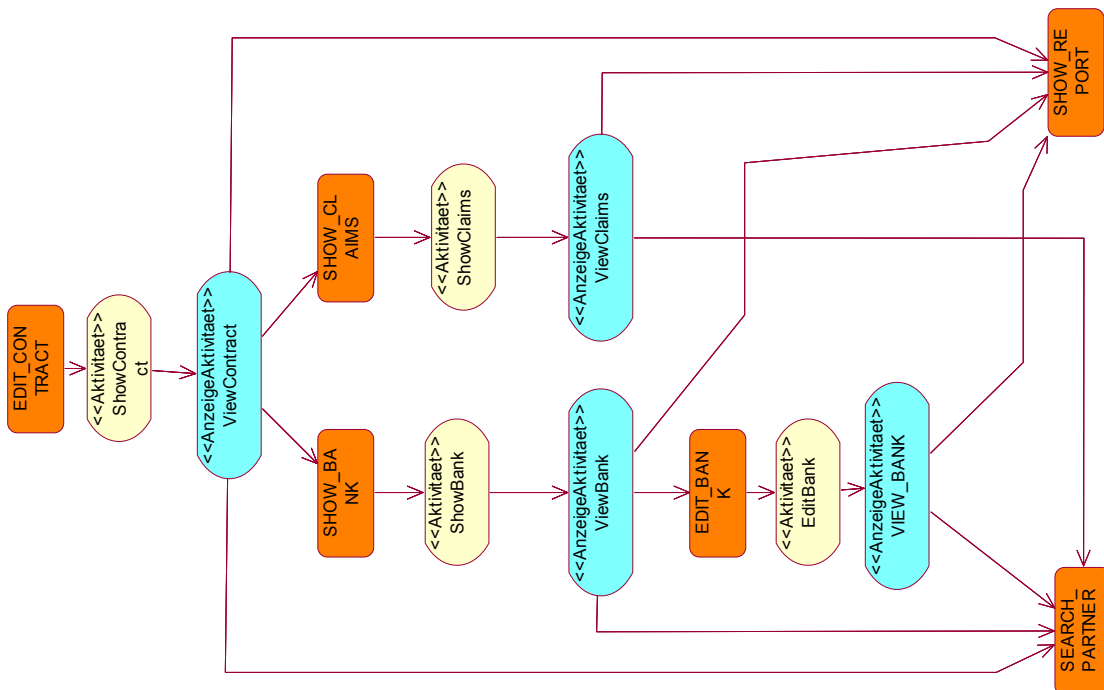 EDIT_CON
TRACT
<<Aktivitaet>>
ShowContra
ct
<<AnzeigeAktivitaet>>
ViewContract
SHOW_CL
AIMS
<<Aktivitaet>>
ShowClaims
<<AnzeigeAktivitaet>>
ViewClaims
SHOW_BA
NK
<<Aktivitaet>>
ShowBank
<<AnzeigeAktivitaet>>
ViewBank
EDIT_BAN
K
<<Aktivitaet>>
EditBank
<<AnzeigeAktivitaet>>
VIEW_BANK
SHOW_RE
PORT
SEARCH_
PARTNER